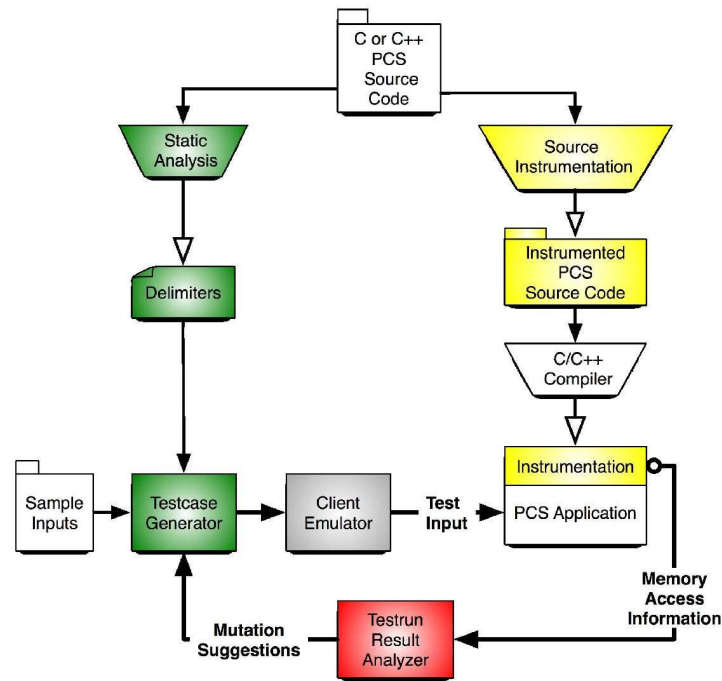 C or C++
PCS
Source
Code
Static
Analysis
Source
Instrumentation
Delimiters
Instrumented
PCS
Source Code
C/C++
Compiler
Sample
Inputs
Testcase
Generator
Client
Emulator
Test
Input
Instrumentation
PCS Application
Memory
Access
Information
Mutation
Suggestions
Testrun
Result
Analyzer